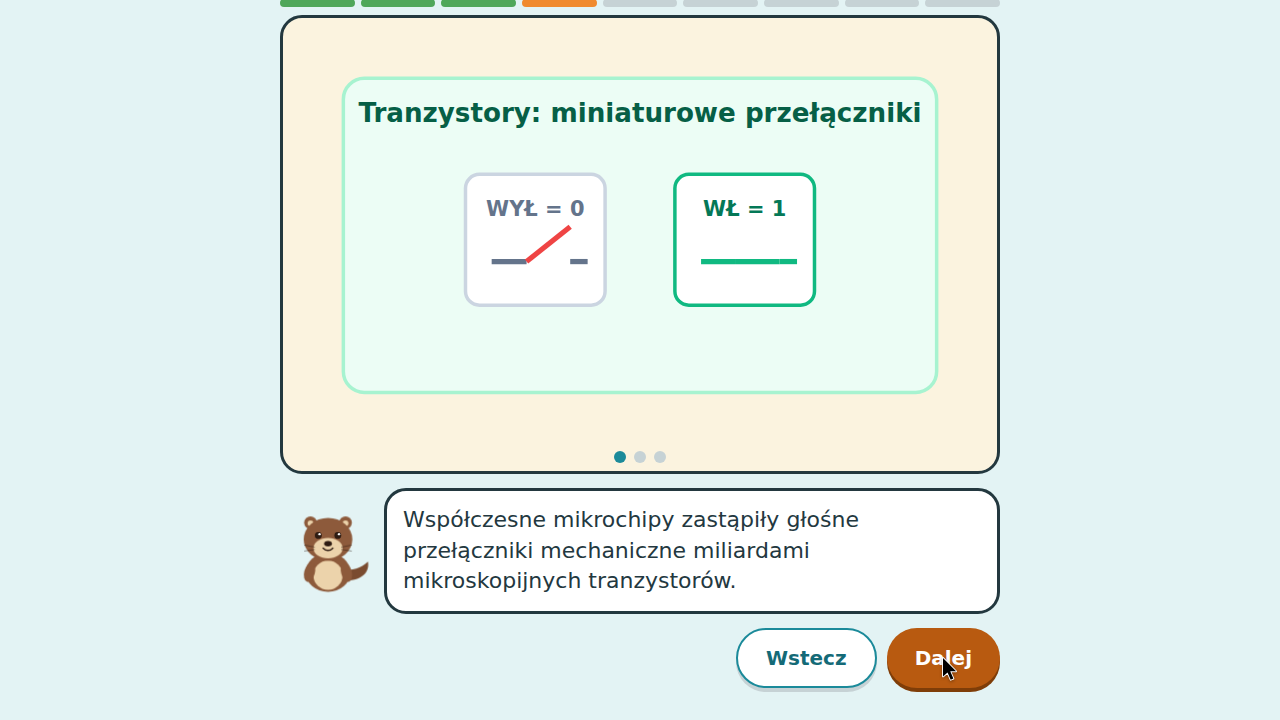 Tranzystory: miniaturowe przełączniki
WYŁ = 0
WŁ = 1
Współczesne mikrochipy zastąpiły głośne
przełączniki mechaniczne miliardami
mikroskopijnych tranzystorów.
Wstecz
Dalej